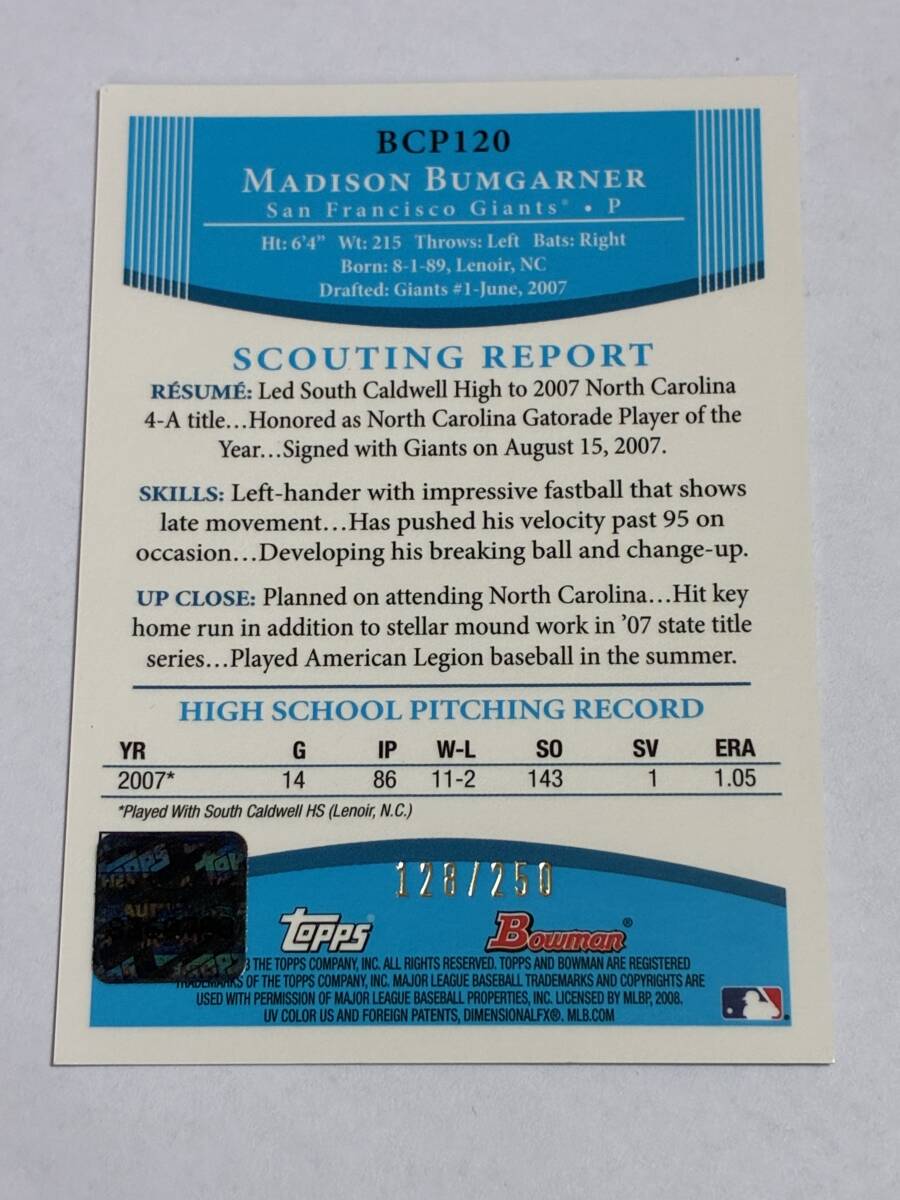 BCP120
MADISON BUMGARNER
San Francisco Giants® • P
Ht: 6'4" Wt: 215 Throws: Left Bats: Right
Born: 8-1-89, Lenoir, NC
Drafted: Giants #1-June, 2007
SCOUTING REPORT
RÉSUMÉ: Led South Caldwell High to 2007 North Carolina
4-A title...Honored as North Carolina Gatorade Player of the
Year...Signed with Giants on August 15, 2007.
SKILLS: Left-hander with impressive fastball that shows
late movement...Has pushed his velocity past 95 on
occasion...Developing his breaking ball and change-up.
UP CLOSE: Planned on attending North Carolina...Hit key
home run in addition to stellar mound work in '07 state title
series...Played American Legion baseball in the summer.
HIGH SCHOOL PITCHING RECORD
YR G IP W-L SO SV ERA
2007* 14 86 11-2 143 1 1.05
*Played With South Caldwell HS (Lenoir, N.C.)
128/250
Topps
Topps Bowman®
THE TOPPS COMPANY, INC. ALL RIGHTS RESERVED. TOPPS AND BOWMAN ARE REGISTERED
TRADEMARKS OF THE TOPPS COMPANY, INC. MAJOR LEAGUE BASEBALL TRADEMARKS AND COPYRIGHTS ARE
USED WITH PERMISSION OF MAJOR LEAGUE BASEBALL PROPERTIES, INC. LICENSED BY MLBP, 2008.
UV COLOR US AND FOREIGN PATENTS, DIMENSIONALFX®. MLB.COM